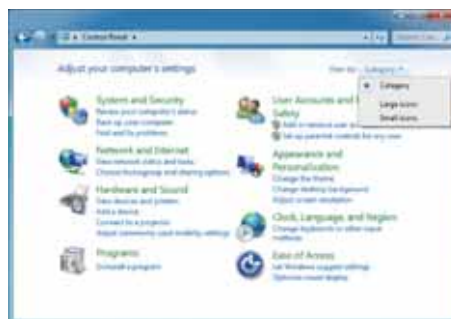 Control Panel
Adjust your computer's settings
View by: Category
Category
Large icons
Small icons
System and Security
Review your computer's status
Back up your computer
Find and fix problems
Network and Internet
View network status and tasks
Choose homegroup and sharing options
Hardware and Sound
View devices and printers
Add a device
Connect to a projector
Adjust commonly used mobility settings
Programs
Uninstall a program
User Accounts and
Safety
Add or remove user
Set up parental controls for any user
Appearance and
Personalization
Change the theme
Change desktop background
Adjust screen resolution
Clock, Language, and Region
Change keyboards or other input
methods
Ease of Access
Let Windows suggest settings
Optimize visual display